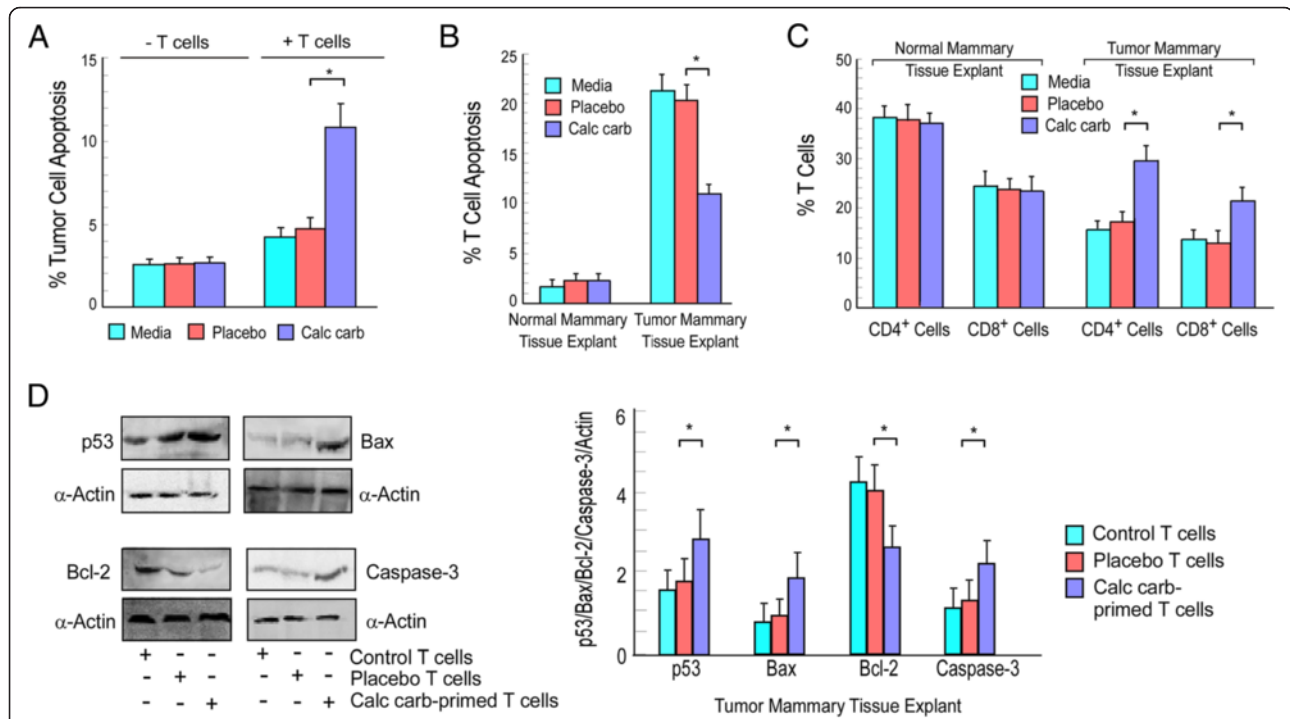 A
- T cells + T cells
*
% Tumor Cell Apoptosis
15
10
5
0
Media Placebo Calc carb
B
% T Cell Apoptosis
25
20
15
10
5
0
Media
Placebo
Calc carb
*
Normal Mammary
Tissue Explant
Tumor Mammary
Tissue Explant
C
Normal Mammary
Tissue Explant
Tumor Mammary
Tissue Explant
Media
Placebo
Calc carb
% T Cells
50
40
30
20
10
0
* *
CD4+ Cells CD8+ Cells CD4+ Cells CD8+ Cells
D
p53 Bax
α-Actin α-Actin
Bcl-2 Caspase-3
α-Actin α-Actin
+ - - + - - Control T cells
- + - - + - Placebo T cells
- - + - - + Calc carb-primed T cells
p53/Bax/Bcl-2/Caspase-3/Actin
6
4
2
0
* * * *
p53 Bax Bcl-2 Caspase-3
Tumor Mammary Tissue Explant
Control T cells
Placebo T cells
Calc carb-
primed T cells